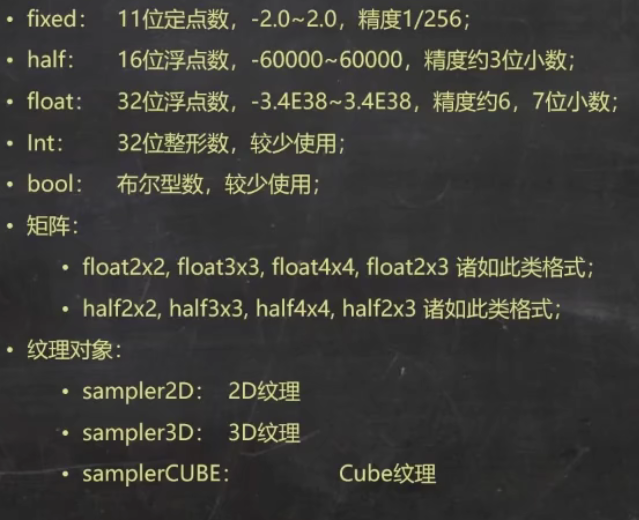 • fixed： 11位定点数，-2.0~2.0，精度1/256；
• half： 16位浮点数，-60000~60000，精度约3位小数；
• float： 32位浮点数，-3.4E38~3.4E38，精度约6，7位小数；
• Int： 32位整形数，较少使用；
• bool： 布尔型数，较少使用；
• 矩阵：
• float2x2, float3x3, float4x4, float2x3 诸如此类格式；
• half2x2, half3x3, half4x4, half2x3 诸如此类格式；
• 纹理对象：
• sampler2D： 2D纹理
• sampler3D： 3D纹理
• samplerCUBE： Cube纹理